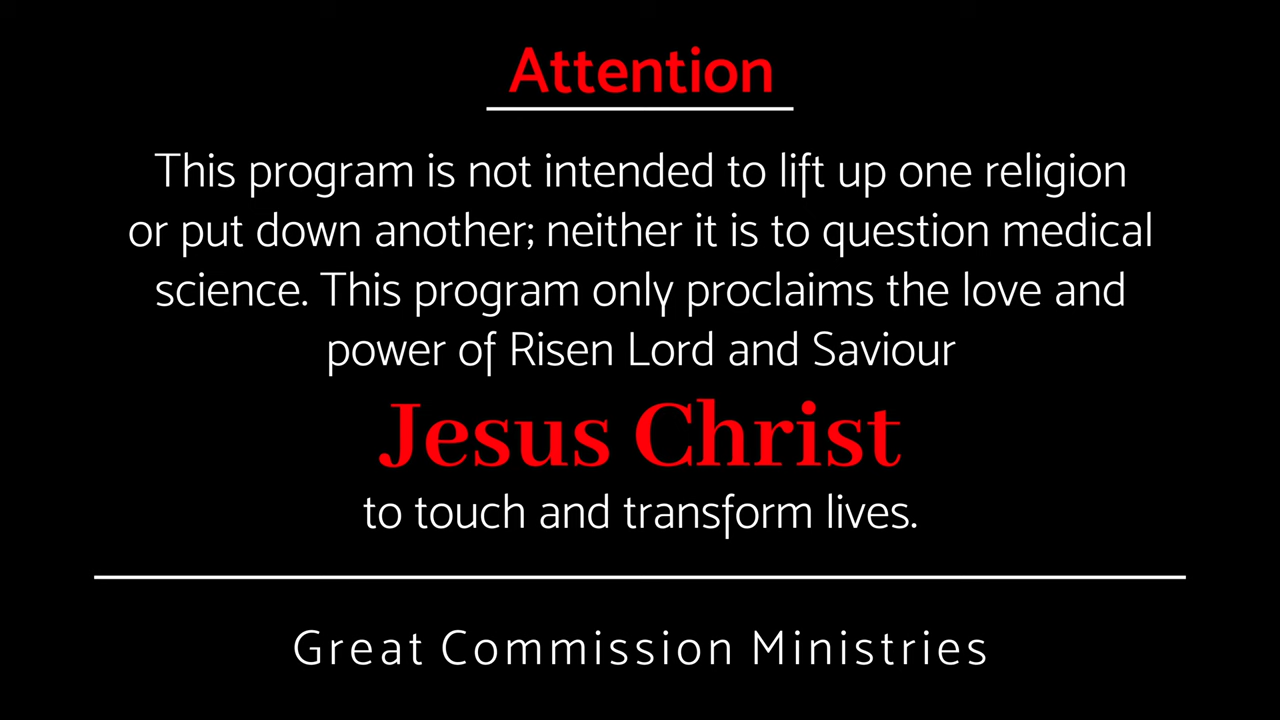 Attention
This program is not intended to lift up one religion
or put down another; neither it is to question medical
science. This program only proclaims the love and
power of Risen Lord and Saviour
Jesus Christ
to touch and transform lives.
Great Commission Ministries